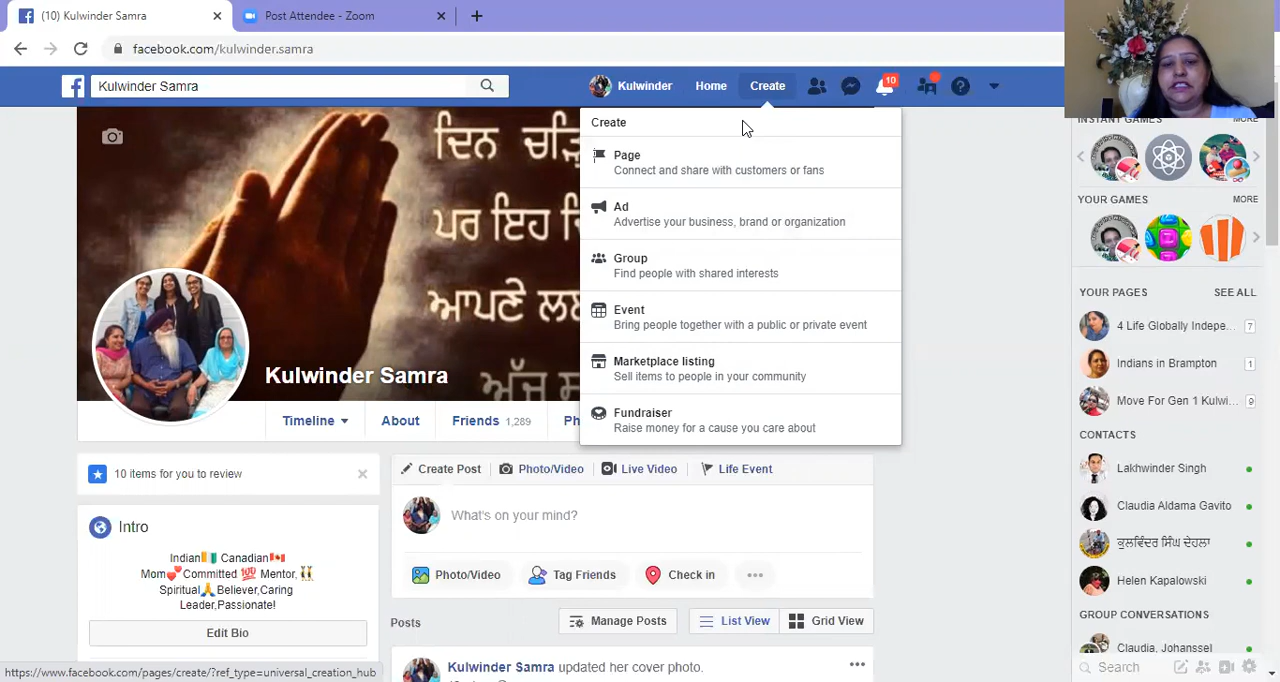 (10) Kulwinder Samra
Post Attendee - Zoom
facebook.com/kulwinder.samra
Kulwinder Samra
Kulwinder
Home
Create
10
ਦਿਨ
ਪਰ ਇਹ
ਆਪਣੇ
ਅੱਜ
Kulwinder Samra
Create
Page
Connect and share with customers or fans
Ad
Advertise your business, brand or organization
Group
Find people with shared interests
Event
Bring people together with a public or private event
Marketplace listing
Sell items to people in your community
Fundraiser
Raise money for a cause you care about
Timeline
About
Friends 1,289
10 items for you to review
Intro
Indian Canadian
Mom Committed 💯 Mentor,
Spiritual Believer,Caring
Leader,Passionate!
Edit Bio
Create Post
Photo/Video
Live Video
Life Event
What's on your mind?
Photo/Video
Tag Friends
Check in
Posts
Manage Posts
List View
Grid View
Kulwinder Samra updated her cover photo.
INSTANT GAMES
MORE
YOUR GAMES
MORE
YOUR PAGES
SEE ALL
4 Life Globally Indepe... 7
Indians in Brampton 1
Move For Gen 1 Kulwi... 9
CONTACTS
Lakhwinder Singh
Claudia Aldama Gavito
ਕੁਲਵਿੰਦਰ ਸਿੰਘ ਦੇਹਲਾ
Helen Kapalowski
GROUP CONVERSATIONS
Claudia, Johanssel
Search
https://www.facebook.com/pages/create/?ref_type=universal_creation_hub